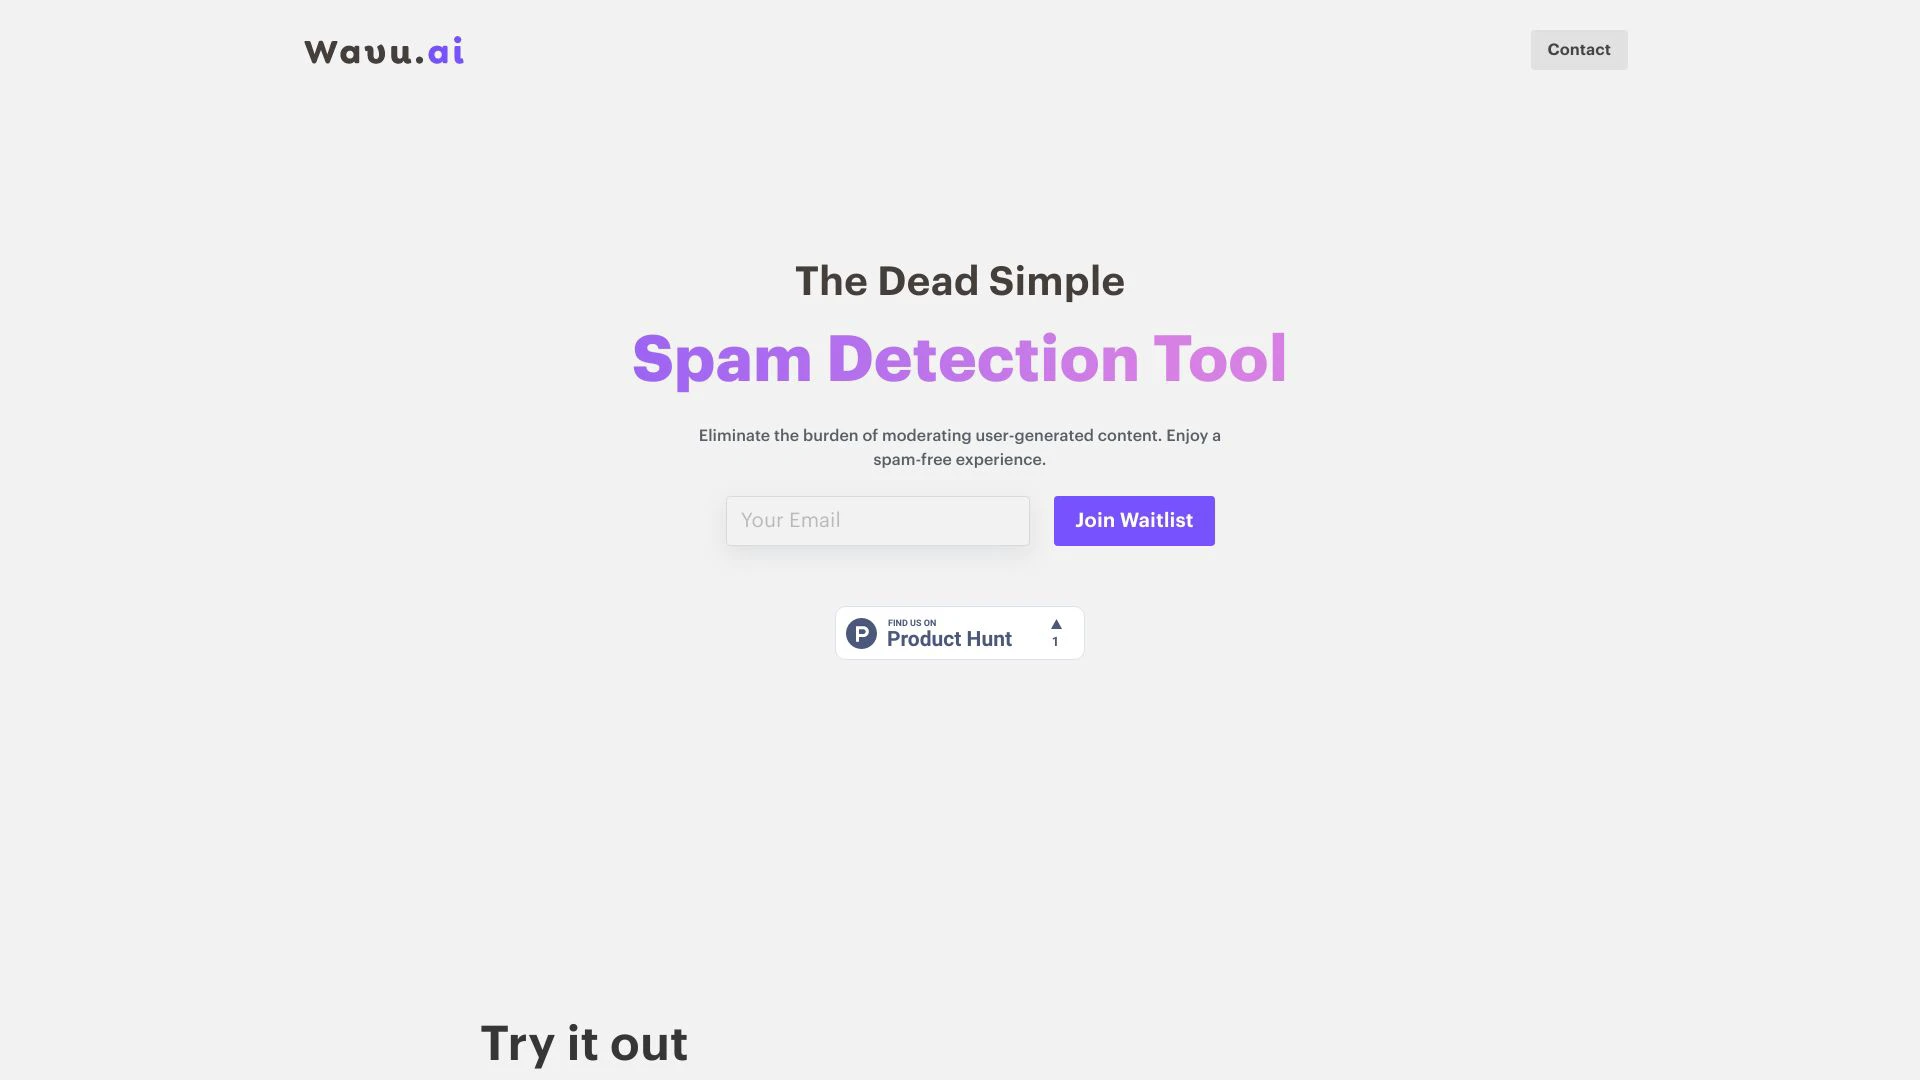 Wavu.ai
Contact
The Dead Simple
Spam Detection Tool
Eliminate the burden of moderating user-generated content. Enjoy a
spam-free experience.
Your Email
Join Waitlist
P
FIND US ON
Product Hunt
▲
1
Try it out